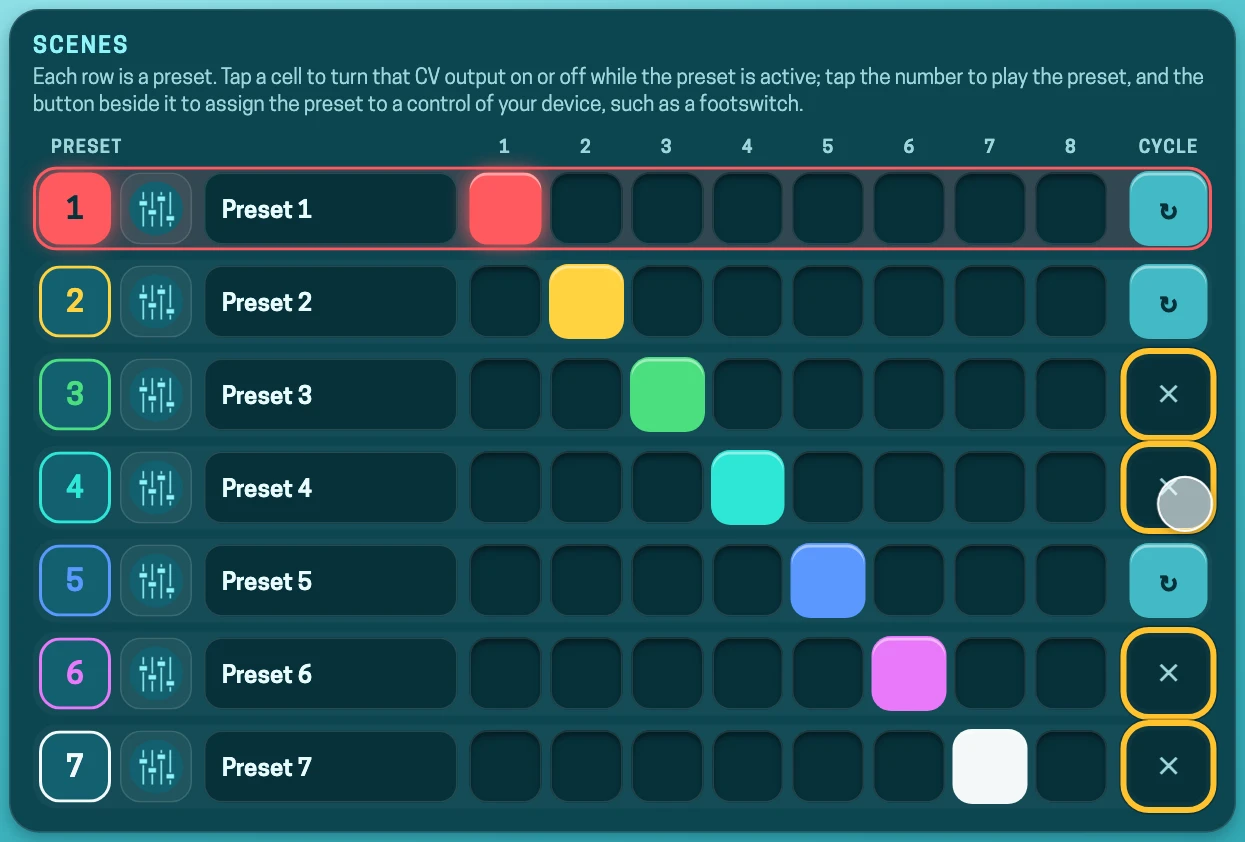 SCENES
Each row is a preset. Tap a cell to turn that CV output on or off while the preset is active; tap the number to play the preset, and the
button beside it to assign the preset to a control of your device, such as a footswitch.
PRESET 1 2 3 4 5 6 7 8 CYCLE
1 Preset 1 ↻
2 Preset 2 ↻
3 Preset 3 ×
4 Preset 4 ×
5 Preset 5 ↻
6 Preset 6 ×
7 Preset 7 ×